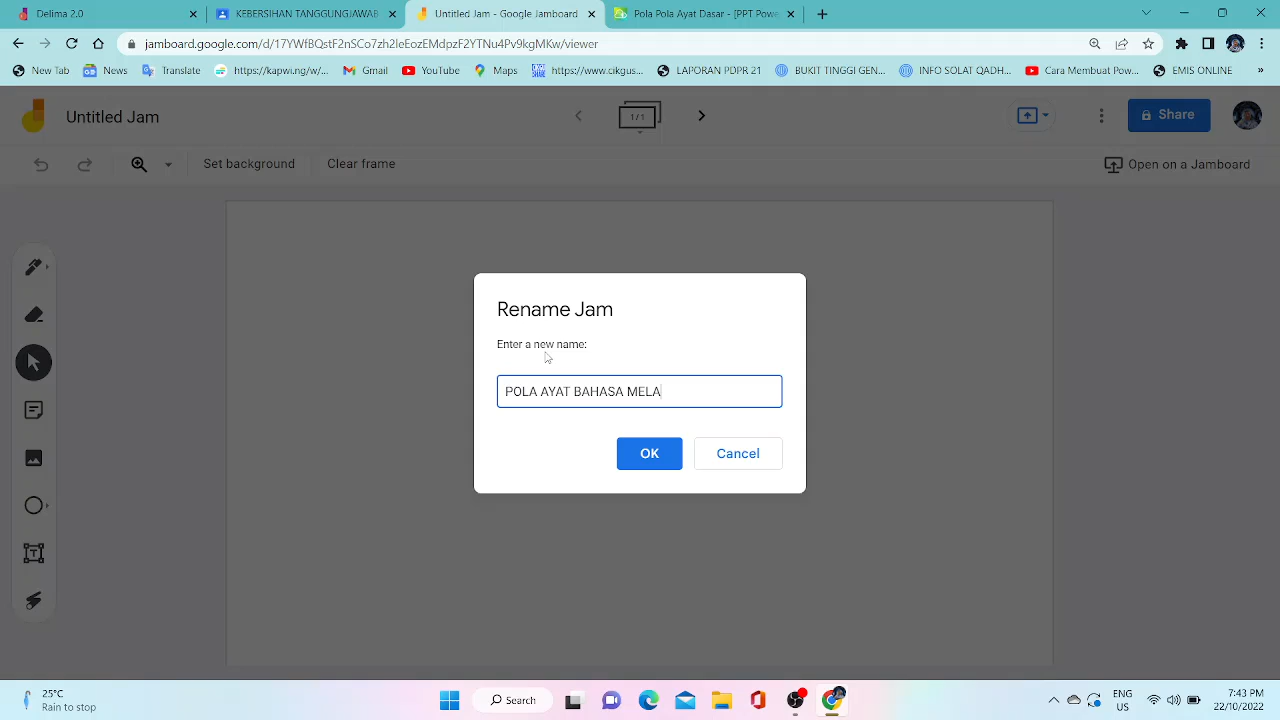 Delima 2.0
KEBERSIHAN TANGGUNGJAWAB
Untitled Jam - Google Jamboard
Pola Pola Ayat Dasar - [PPT Powe
jamboard.google.com/d/17YWfBQstF2nSCo7zh2IeEozEMdpzF2YTNu4Pv9kgMKw/viewer
New Tab
News
Translate
https://kapwing.g/w/...
Gmail
YouTube
Maps
https://www.cikgus...
LAPORAN PDPR 21
BUKIT TINGGI GEN...
INFO SOLAT QADH...
Cara Membuat Pow...
EMIS ONLINE
»
Untitled Jam
1/1
Share
Set background
Clear frame
Open on a Jamboard
Rename Jam
Enter a new name:
POLA AYAT BAHASA MELA
OK
Cancel
25°C
Rain to stop
Search
ENG
US
7:43 PM
22/10/2022